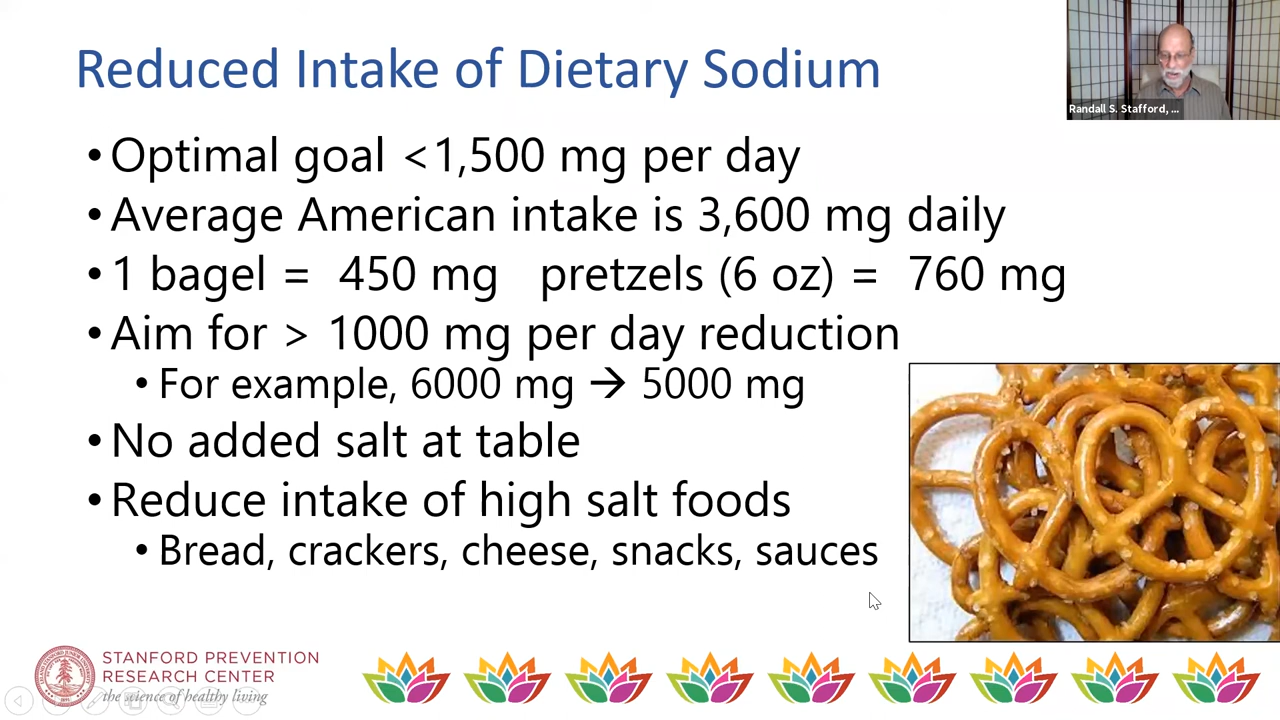 Reduced Intake of Dietary Sodium
Randall S. Stafford, ...
•Optimal goal <1,500 mg per day
•Average American intake is 3,600 mg daily
•1 bagel = 450 mg pretzels (6 oz) = 760 mg
•Aim for > 1000 mg per day reduction
•For example, 6000 mg → 5000 mg
•No added salt at table
•Reduce intake of high salt foods
•Bread, crackers, cheese, snacks, sauces
STANFORD PREVENTION
RESEARCH CENTER
the science of healthy living